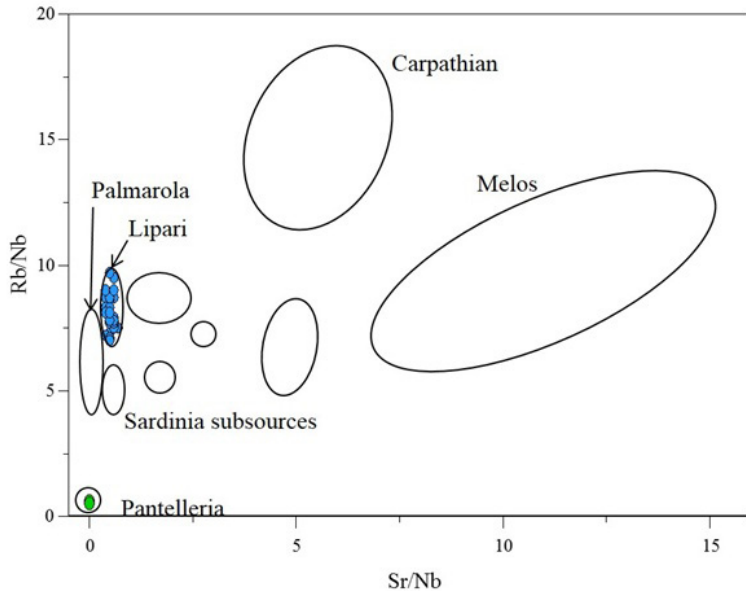 20
Carpathian
15
Palmarola
Melos
Lipari
Rb/Nb
10
5
Sardinia subsources
Pantelleria
0
0
5
10
15
Sr/Nb